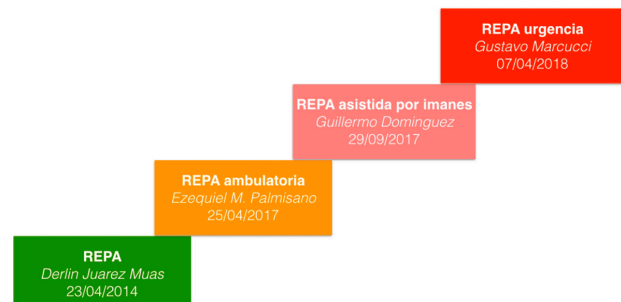 REPA urgencia
Gustavo Marcucci
07/04/2018
REPA asistida por imanes
Guillermo Dominguez
29/09/2017
REPA ambulatoria
Ezequiel M. Palmisano
25/04/2017
REPA
Derlin Juarez Muas
23/04/2014